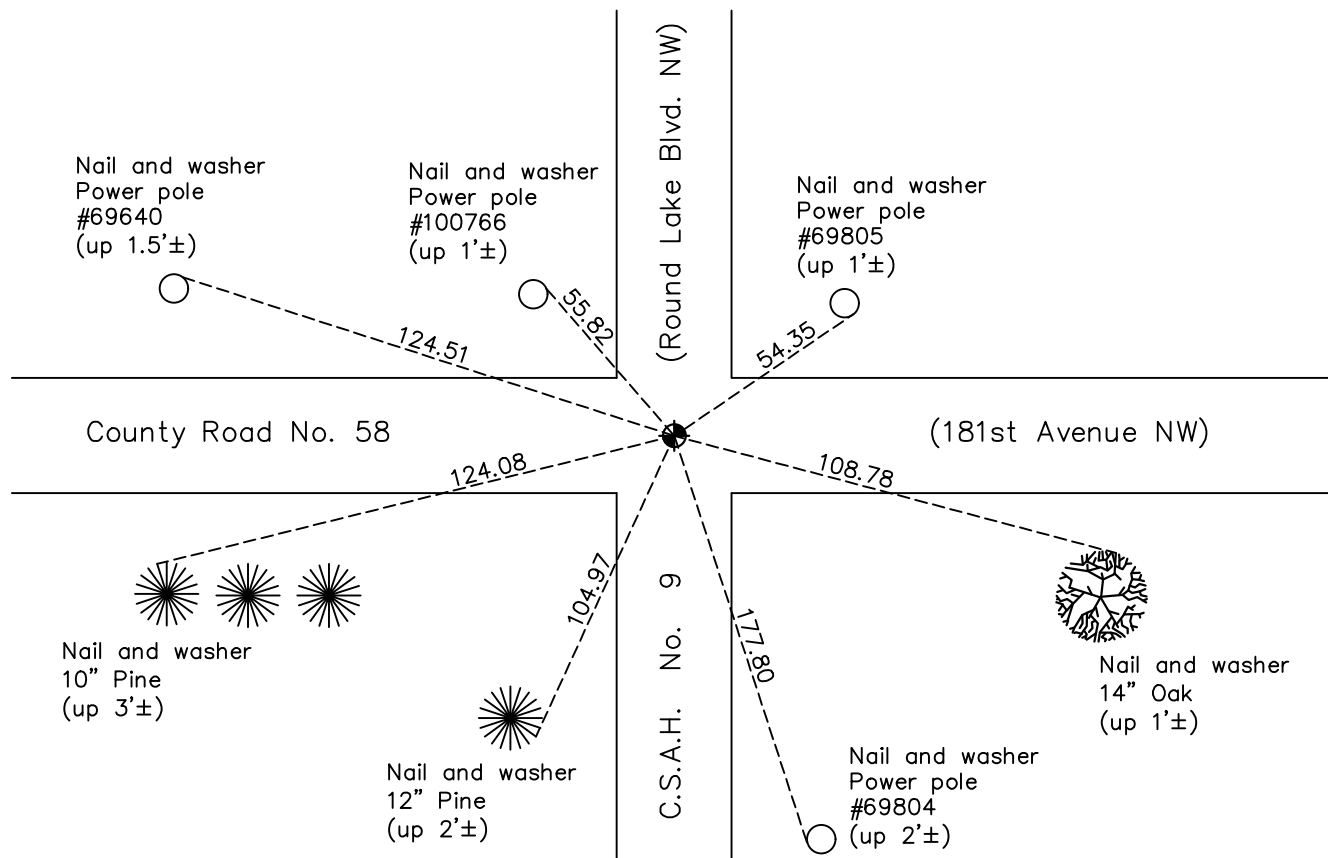 (Round Lake Blvd. NW)
Nail and washer
Power pole
#69640
(up 1.5'±)
Nail and washer
Power pole
#100766
(up 1'±)
Nail and washer
Power pole
#69805
(up 1'±)
124.51
55.82
54.35
County Road No. 58
(181st Avenue NW)
124.08
108.78
104.97
C.S.A.H. No. 9
177.80
Nail and washer
10" Pine
(up 3'±)
Nail and washer
12" Pine
(up 2'±)
Nail and washer
Power pole
#69804
(up 2'±)
Nail and washer
14" Oak
(up 1'±)